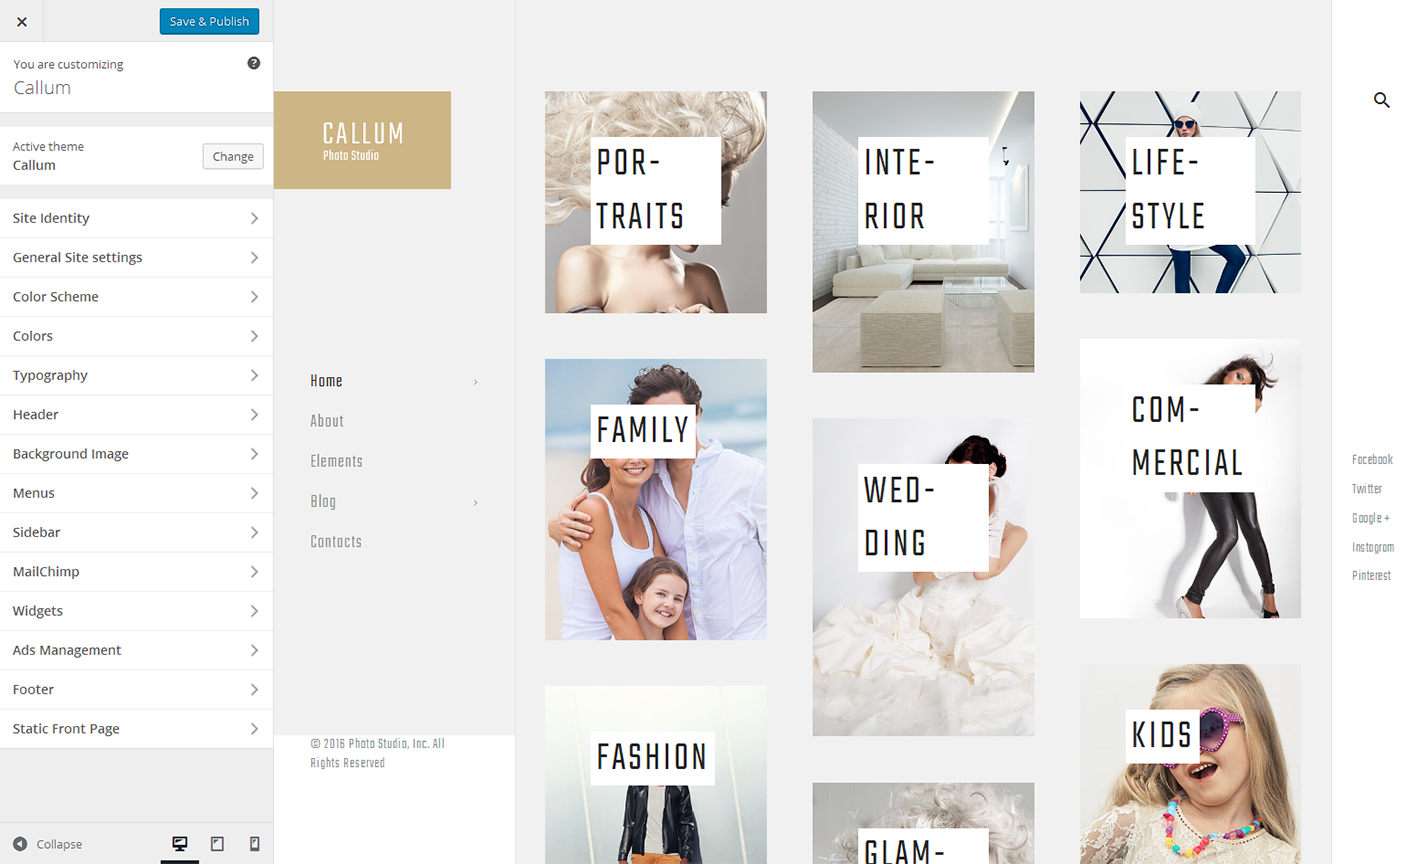 Save & Publish
You are customizing
Callum
Active theme
Callum
Change
Site Identity
General Site settings
Color Scheme
Colors
Typography
Header
Background Image
Menus
Sidebar
MailChimp
Widgets
Ads Management
Footer
Static Front Page
Collapse
CALLUM
Photo Studio
Home
About
Elements
Blog
Contacts
© 2016 Photo Studio, Inc. All
Rights Reserved
POR-
TRAITS
INTE-
RIOR
LIFE-
STYLE
FAMILY
WED-
DING
COM-
MERCIAL
FASHION
GLAM-
KIDS
Facebook
Twitter
Google +
Instagram
Pinterest